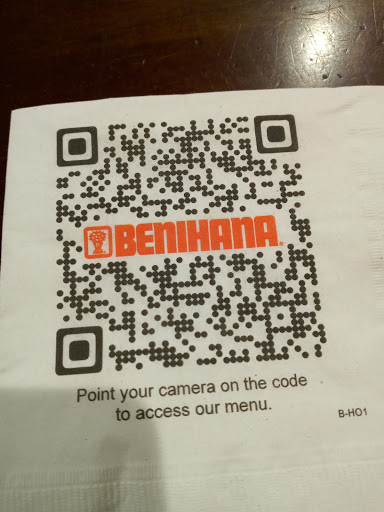 BENIHANA®
Point your camera on the code
to access our menu.
B-HO1